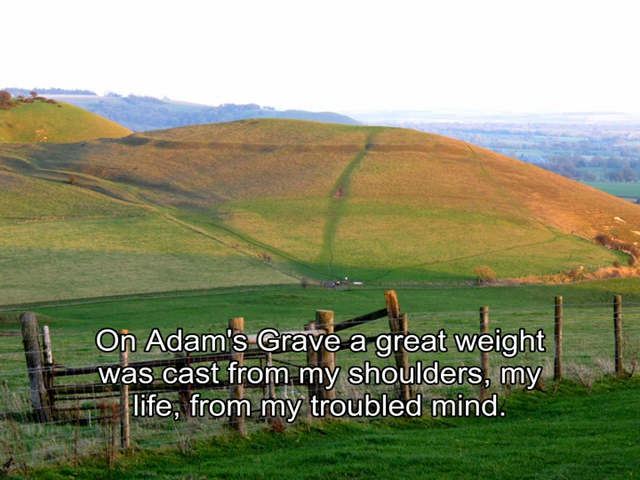 On Adam's Grave a great weight
was cast from my shoulders, my
life, from my troubled mind.